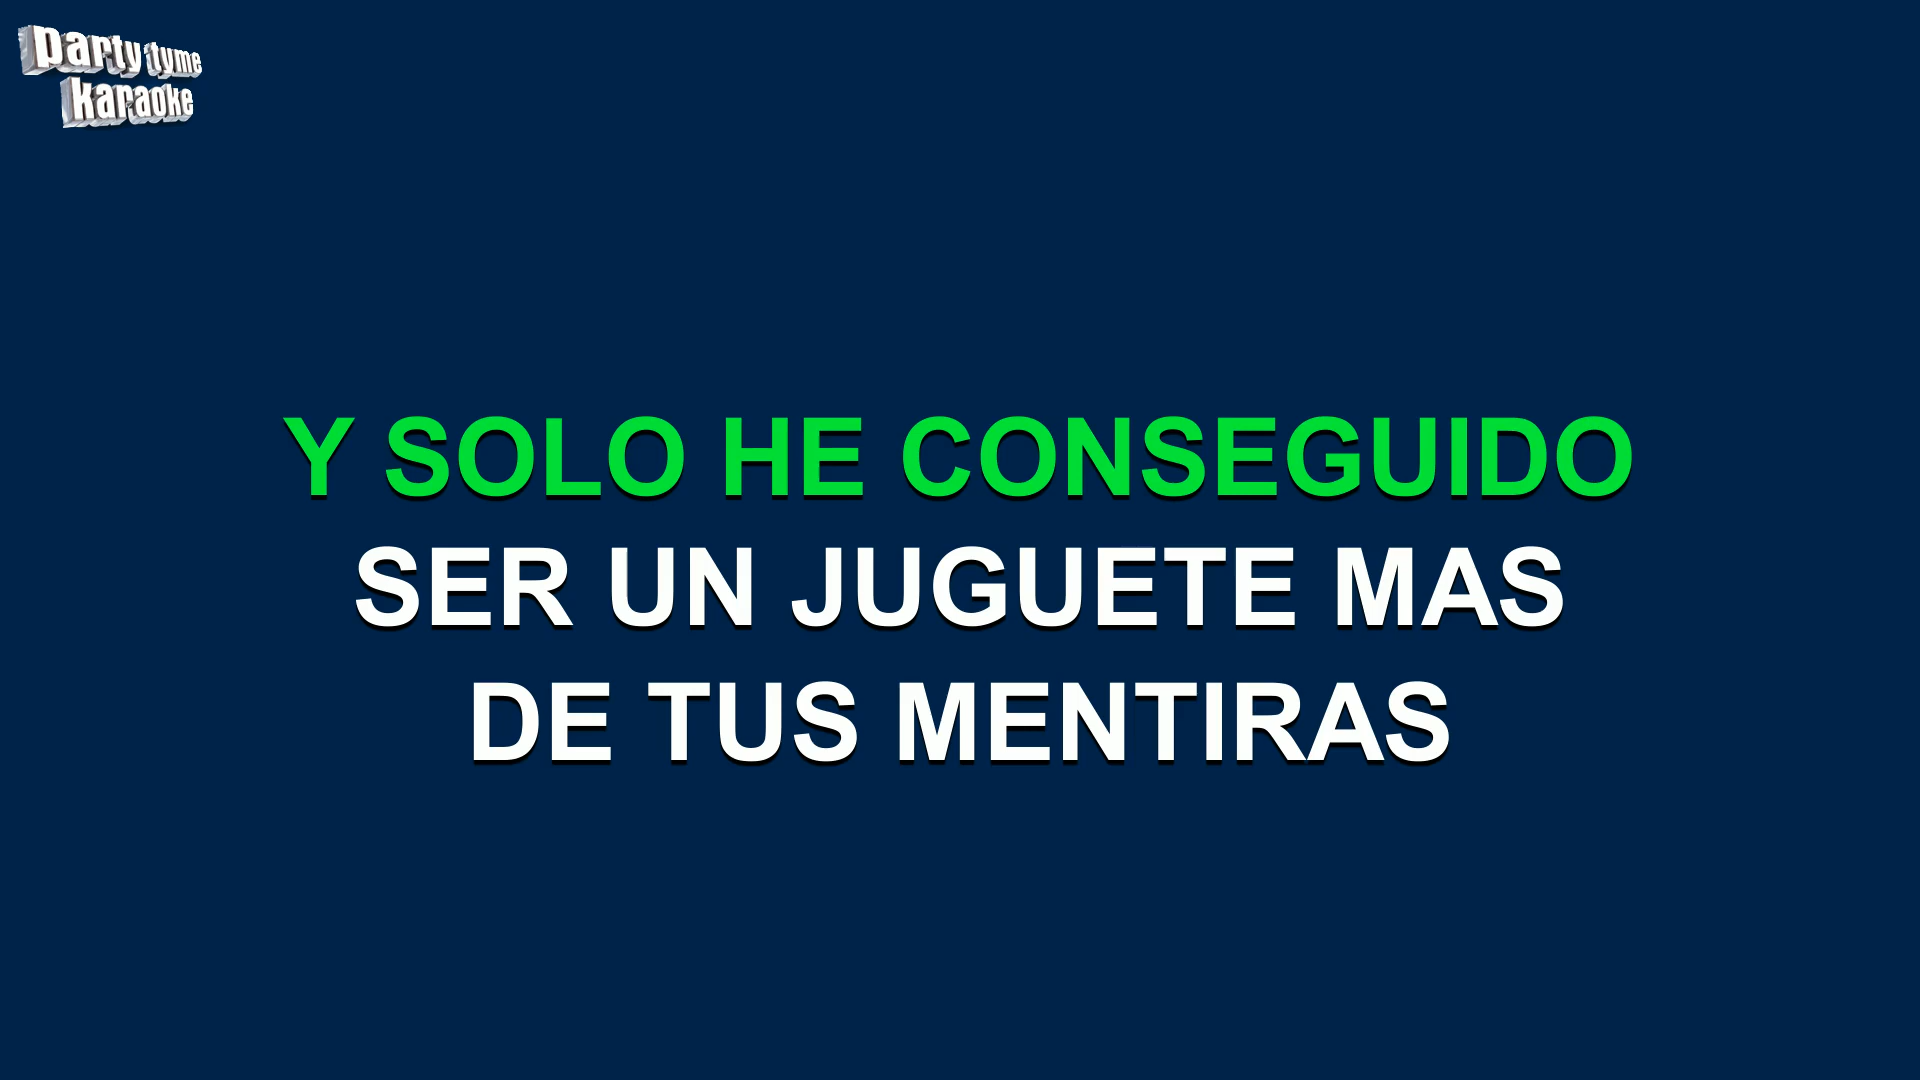 party tyme
karaoke
Y SOLO HE CONSEGUIDO
SER UN JUGUETE MAS
DE TUS MENTIRAS